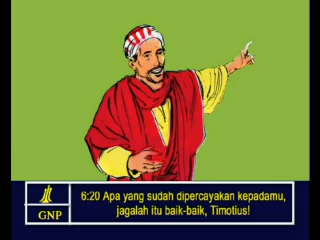 6:20 Apa yang sudah dipercayakan kepadamu,
jagalah itu baik-baik, Timotius!
GNP